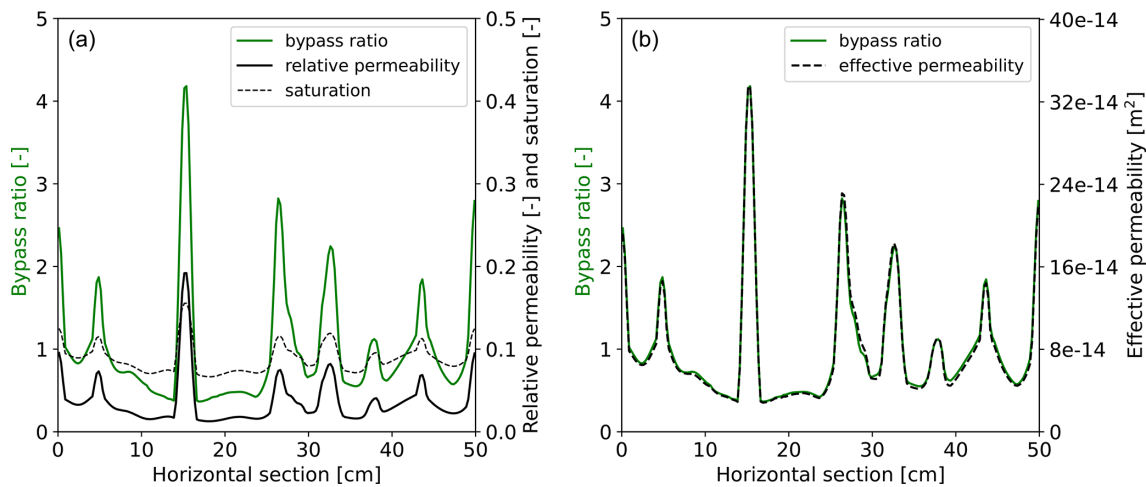 (a)
bypass ratio
relative permeability
saturation
5
4
3
2
1
0
Bypass ratio [-]
0.5
0.4
0.3
0.2
0.1
0.0
Relative permeability [-] and saturation [-]
0 10 20 30 40 50
Horizontal section [cm]
(b)
bypass ratio
effective permeability
5
4
3
2
1
0
Bypass ratio [-]
40e-14
32e-14
24e-14
16e-14
8e-14
0
Effective permeability [m²]
0 10 20 30 40 50
Horizontal section [cm]